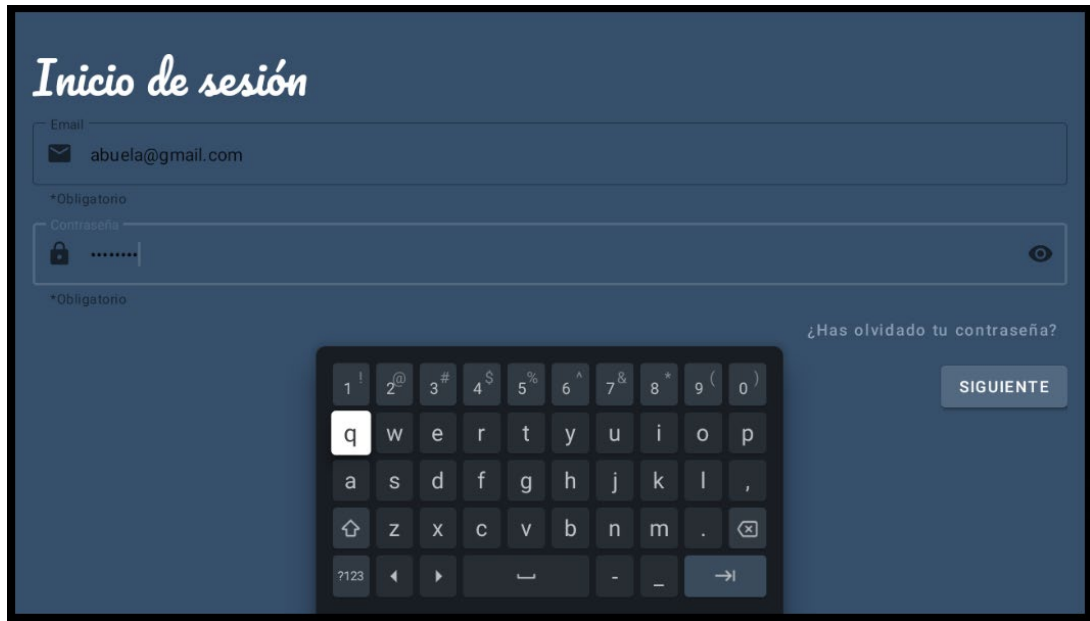 Inicio de sesión
Email
abuela@gmail.com
*Obligatorio
Contraseña
••••••••
*Obligatorio
¿Has olvidado tu contraseña?
SIGUIENTE
1 ! 2 @ 3 # 4 $ 5 % 6 ^ 7 & 8 * 9 ( 0 )
q w e r t y u i o p
a s d f g h j k l ,
z x c v b n m .
?123 - _